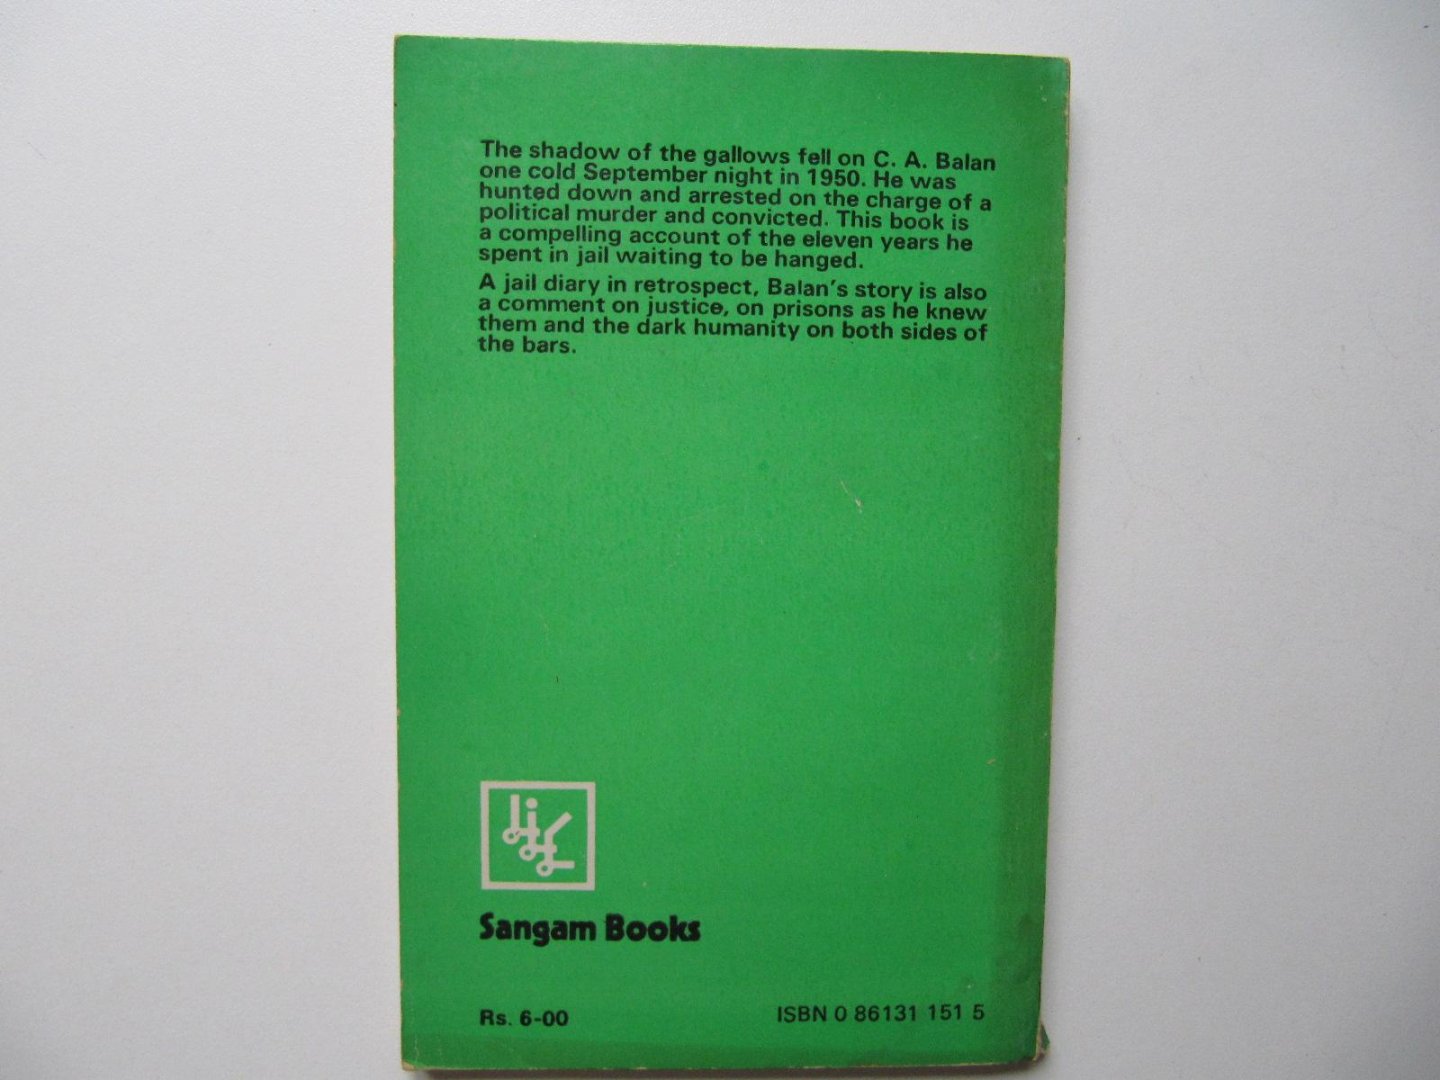 The shadow of the gallows fell on C. A. Balan
one cold September night in 1950. He was
hunted down and arrested on the charge of a
political murder and convicted. This book is
a compelling account of the eleven years he
spent in jail waiting to be hanged.
A jail diary in retrospect, Balan's story is also
a comment on justice, on prisons as he knew
them and the dark humanity on both sides of
the bars.
Sangam Books
Rs. 6-00
ISBN 0 86131 151 5